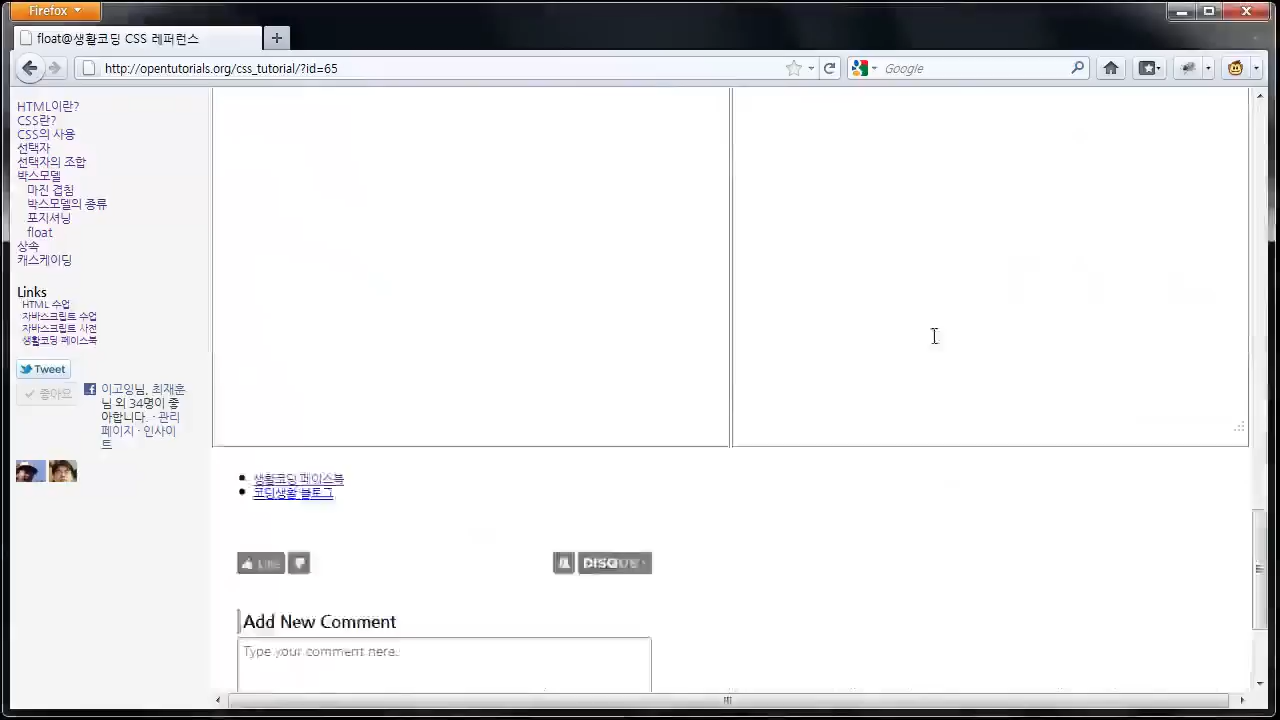 Firefox
float@생활코딩 CSS 레퍼런스
http://opentutorials.org/css_tutorial/?id=65
Google
HTML이란?
CSS란?
CSS의 사용
선택자
선택자의 조합
박스모델
마진 겹침
박스모델의 종류
포지셔닝
float
상속
캐스케이딩
Links
HTML 수업
자바스크립트 수업
자바스크립트 사전
생활코딩 페이스북
Tweet
좋아요
이고잉님, 최재훈
님 외 34명이 좋
아합니다. · 관리
페이지 · 인사이
트
생활코딩 페이스북
코딩생활 블로그
LIKE
DISQUS
Add New Comment
Type your comment here.